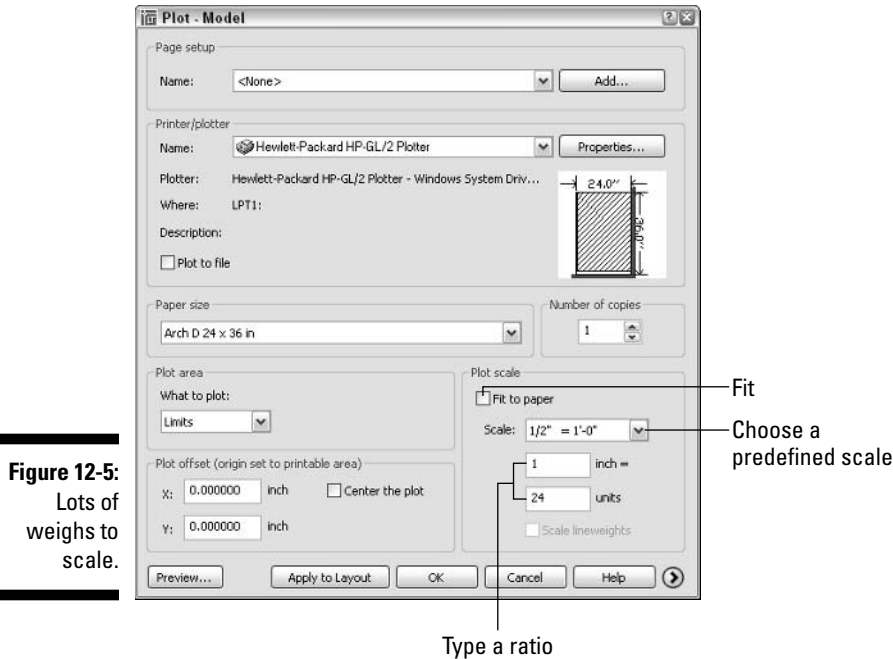 Plot - Model
Page setup
Name: <None> Add...
Printer/plotter
Name: Hewlett-Packard HP-GL/2 Plotter Properties...
Plotter: Hewlett-Packard HP-GL/2 Plotter - Windows System Driv...
Where: LPT1:
Description:
Plot to file
24.0''
36.0''
Paper size
Arch D 24 x 36 in
Number of copies
1
Plot area
What to plot:
Limits
Plot offset (origin set to printable area)
X: 0.000000 inch Center the plot
Y: 0.000000 inch
Plot scale
Fit to paper
Scale: 1/2" = 1'-0"
1 inch =
24 units
Scale lineweights
Preview... Apply to Layout OK Cancel Help
Fit
Choose a
predefined scale
Type a ratio
Figure 12-5:
Lots of
weighs to
scale.